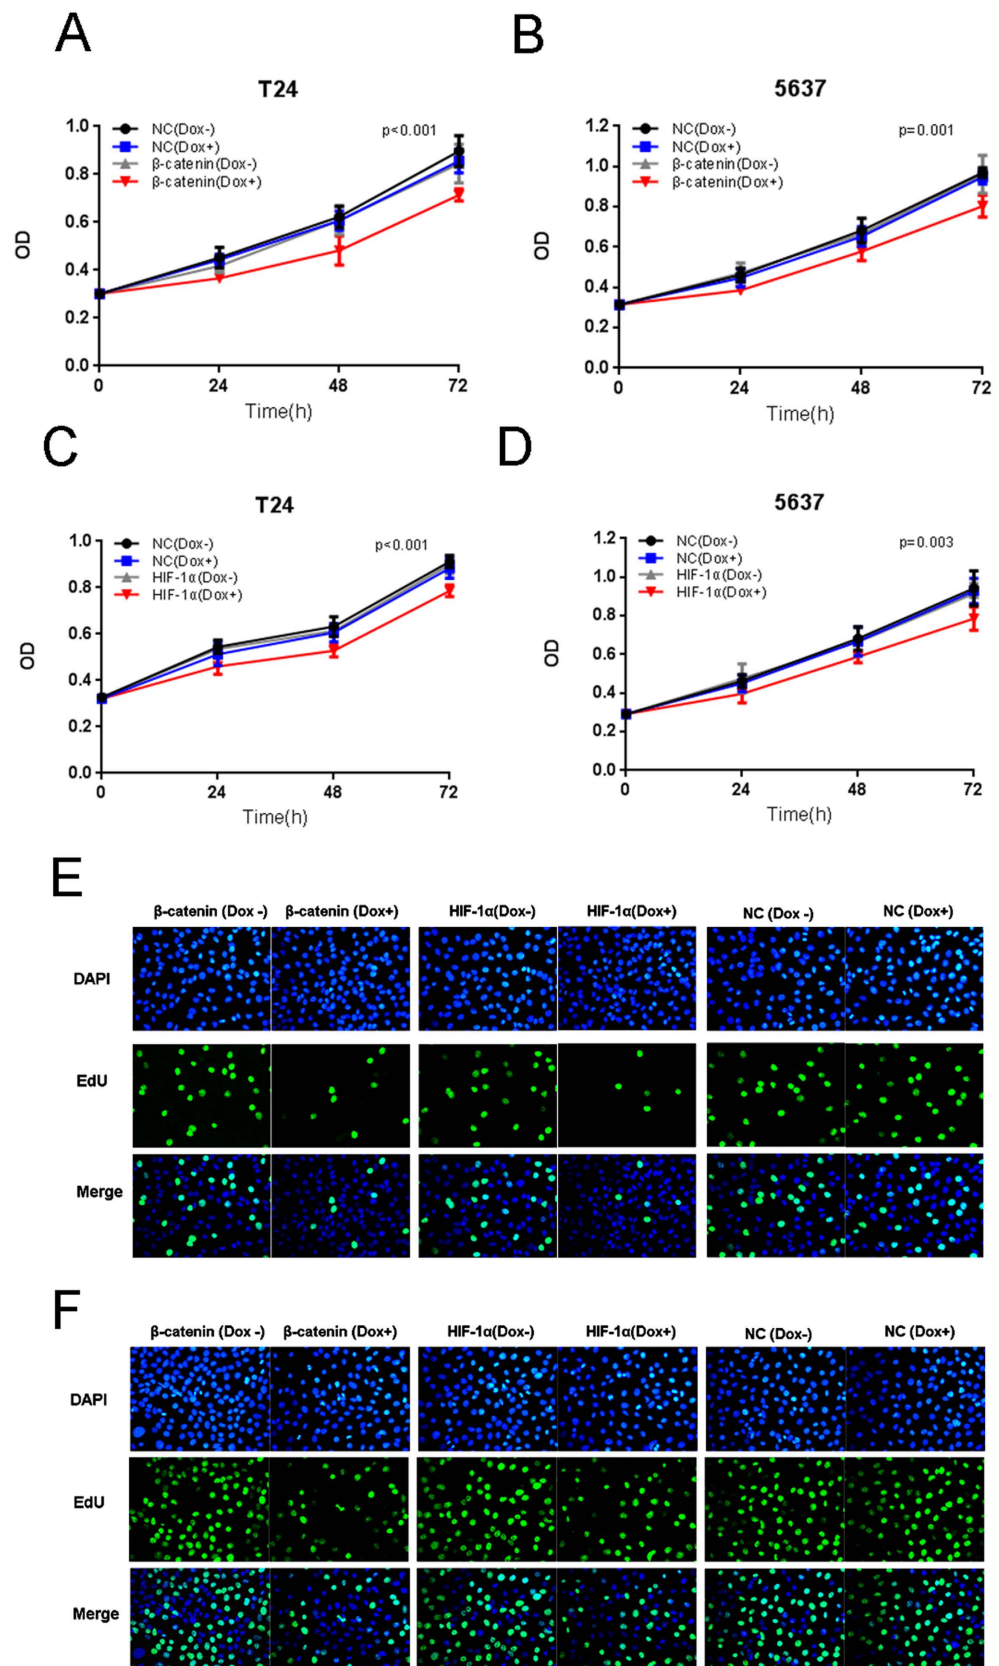 A
B
T24
5637
NC(Dox-)
NC(Dox+)
β-catenin(Dox-)
β-catenin(Dox+)
p<0.001
1.0
0.8
0.6
0.4
0.2
0.0
OD
0 24 48 72
Time(h)
NC(Dox-)
NC(Dox+)
β-catenin(Dox-)
β-catenin(Dox+)
p=0.001
1.2
1.0
0.8
0.6
0.4
0.2
0.0
OD
0 24 48 72
Time(h)
C
D
T24
5637
NC(Dox-)
NC(Dox+)
HIF-1α(Dox-)
HIF-1α(Dox+)
p<0.001
1.0
0.8
0.6
0.4
0.2
0.0
OD
0 24 48 72
Time(h)
NC(Dox-)
NC(Dox+)
HIF-1α(Dox-)
HIF-1α(Dox+)
p=0.003
1.2
1.0
0.8
0.6
0.4
0.2
0.0
OD
0 24 48 72
Time(h)
E
β-catenin (Dox -) β-catenin (Dox+) HIF-1α(Dox-) HIF-1α(Dox+) NC (Dox -) NC (Dox+)
DAPI
EdU
Merge
F
β-catenin (Dox -) β-catenin (Dox+) HIF-1α(Dox-) HIF-1α(Dox+) NC (Dox-) NC (Dox+)
DAPI
EdU
Merge